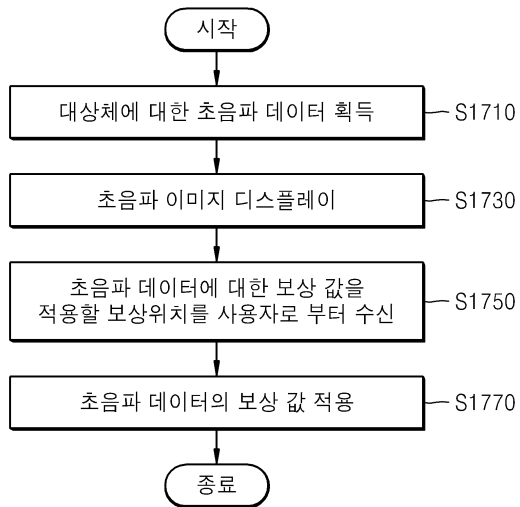 시작
대상체에 대한 초음파 데이터 획득
S1710
초음파 이미지 디스플레이
S1730
초음파 데이터에 대한 보상 값을
적용할 보상위치를 사용자로 부터 수신
S1750
초음파 데이터의 보상 값 적용
S1770
종료